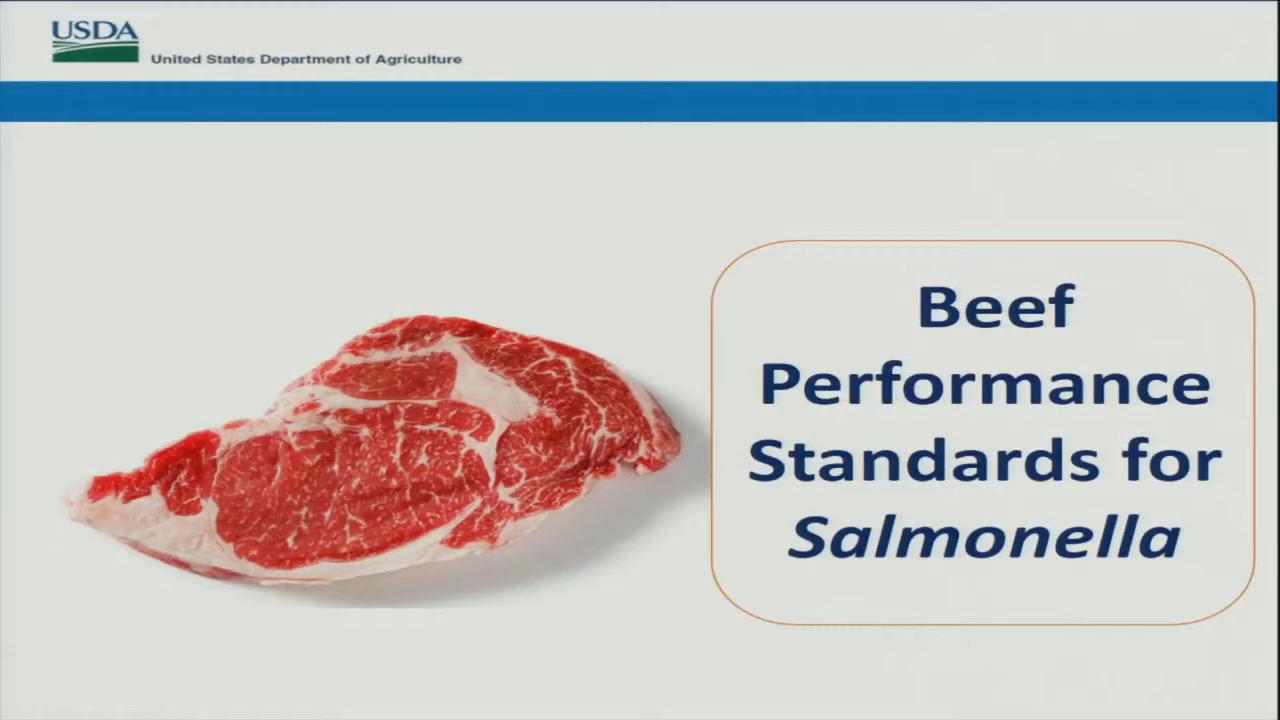 USDA
United States Department of Agriculture
Beef
Performance
Standards for
Salmonella